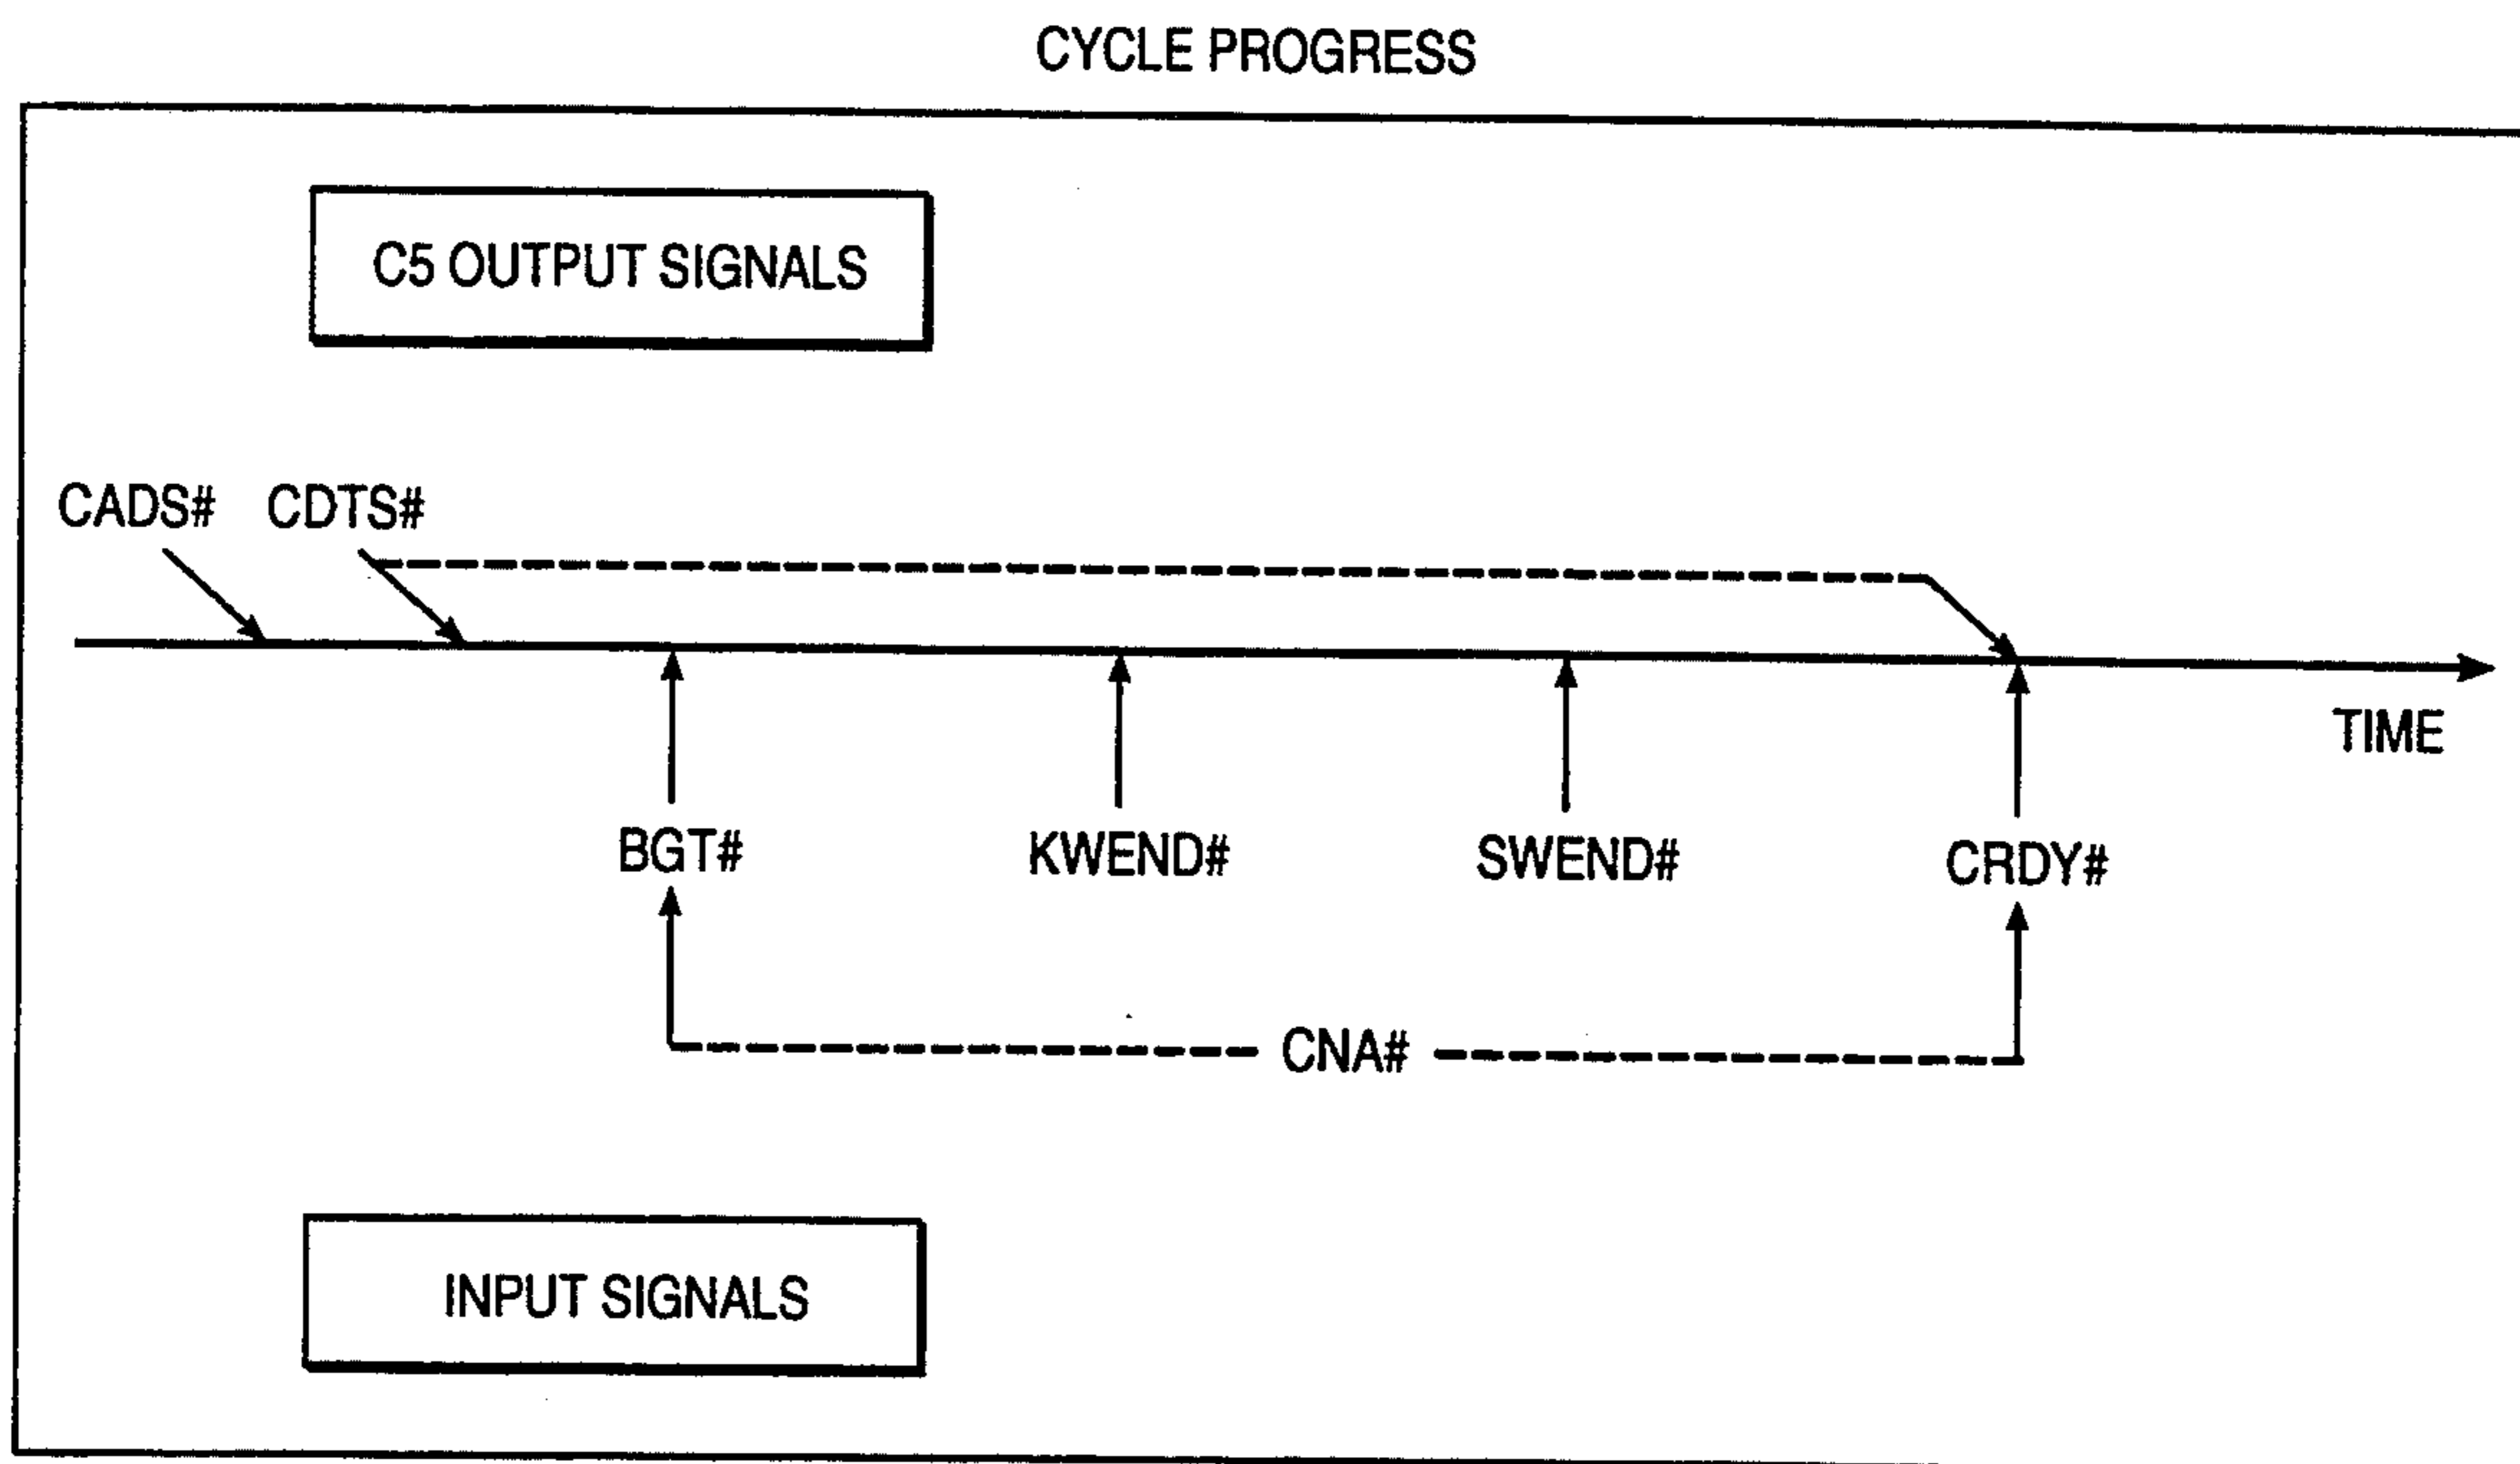 CYCLE PROGRESS
C5 OUTPUT SIGNALS
CADS# CDTS#
TIME
BGT# KWEND# SWEND# CRDY#
CNA#
INPUT SIGNALS